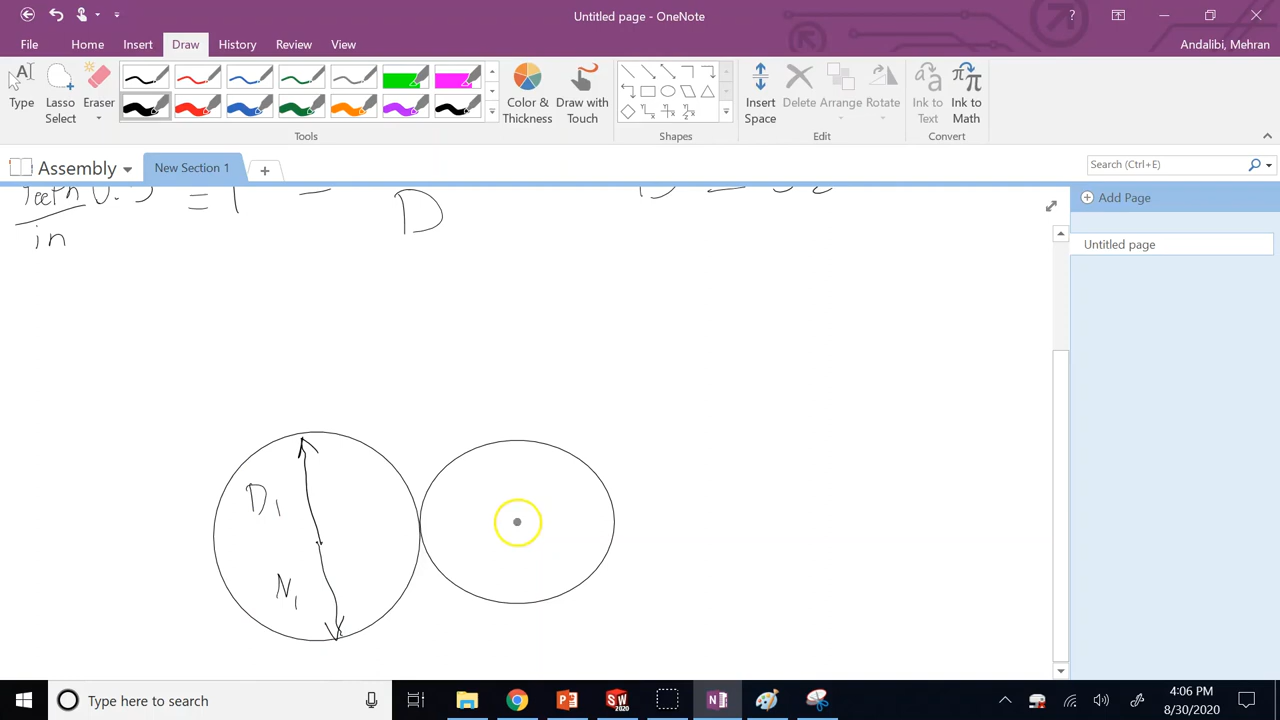 Untitled page - OneNote
?
File Home Insert Draw History Review View
Andalibi, Mehran
Type
Lasso Select
Eraser
Color & Thickness
Draw with Touch
Insert Space
Delete
Arrange
Rotate
Ink to Text
Ink to Math
Tools
Shapes
Edit
Convert
Assembly
New Section 1
+
Search (Ctrl+E)
Add Page
Untitled page
Teeth
in
D
D1
N1
Type here to search
4:06 PM
8/30/2020